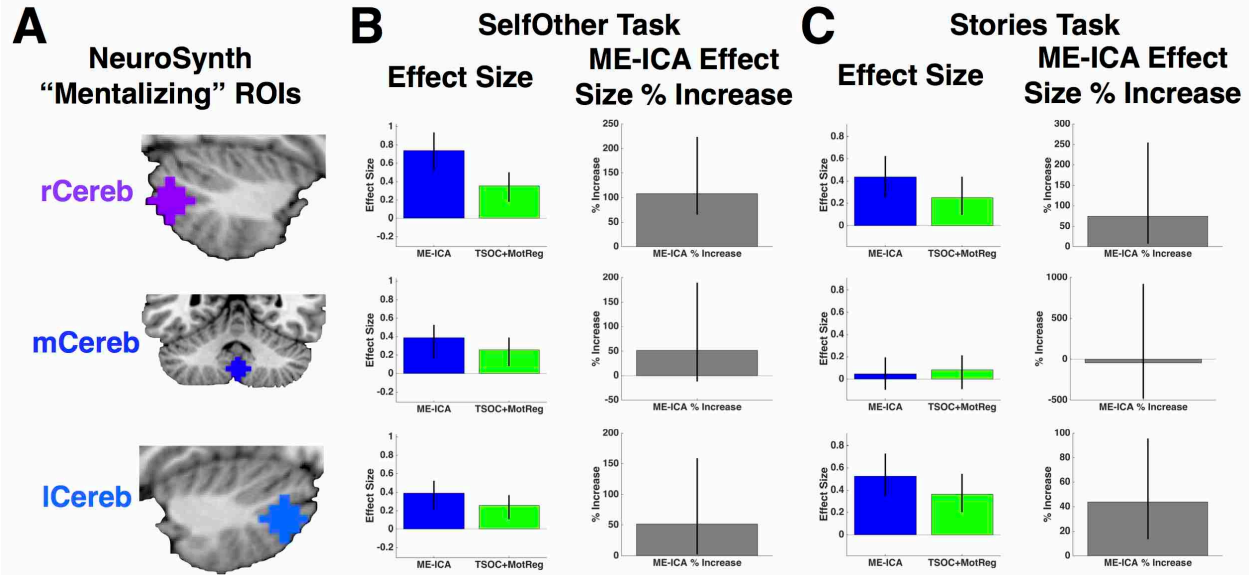 A
NeuroSynth
“Mentalizing” ROIs
rCereb
mCereb
lCereb
B
SelfOther Task
Effect Size
ME-ICA Effect
Size % Increase
1
0.8
0.6
0.4
0.2
0
-0.2
Effect Size
ME-ICA
TSOC+MotReg
250
200
150
100
50
0
% Increase
ME-ICA % Increase
1
0.8
0.6
0.4
0.2
0
-0.2
Effect Size
ME-ICA
TSOC+MotReg
200
150
100
50
0
-50
% Increase
ME-ICA % Increase
1
0.8
0.6
0.4
0.2
0
-0.2
Effect Size
ME-ICA
TSOC+MotReg
200
150
100
50
0
% Increase
ME-ICA % Increase
C
Stories Task
Effect Size
ME-ICA Effect
Size % Increase
0.8
0.6
0.4
0.2
0
Effect Size
ME-ICA
TSOC+MotReg
300
250
200
150
100
50
0
% Increase
ME-ICA % Increase
0.8
0.6
0.4
0.2
0
Effect Size
ME-ICA
TSOC+MotReg
1000
500
0
-500
% Increase
ME-ICA % Increase
0.8
0.6
0.4
0.2
0
Effect Size
ME-ICA
TSOC+MotReg
100
80
60
40
20
0
% Increase
ME-ICA % Increase